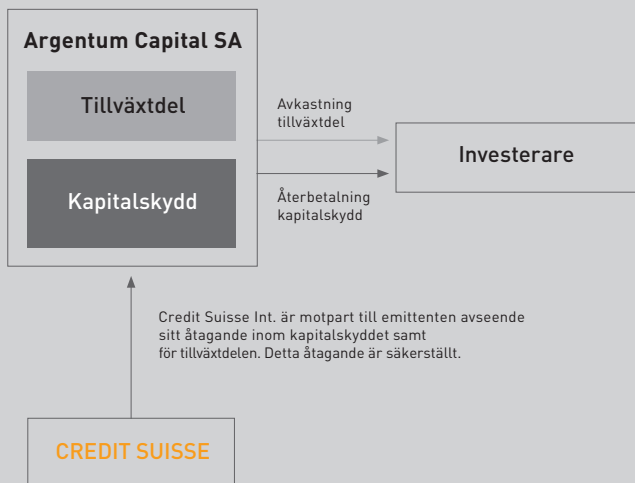 Argentum Capital SA
Tillväxtdel
Kapitalskydd
Avkastning
tillväxtdel
Återbetalning
kapitalskydd
Investerare
Credit Suisse Int. är motpart till emittenten avseende
sitt åtagande inom kapitalskyddet samt
för tillväxtdelen. Detta åtagande är säkerställt.
CREDIT SUISSE